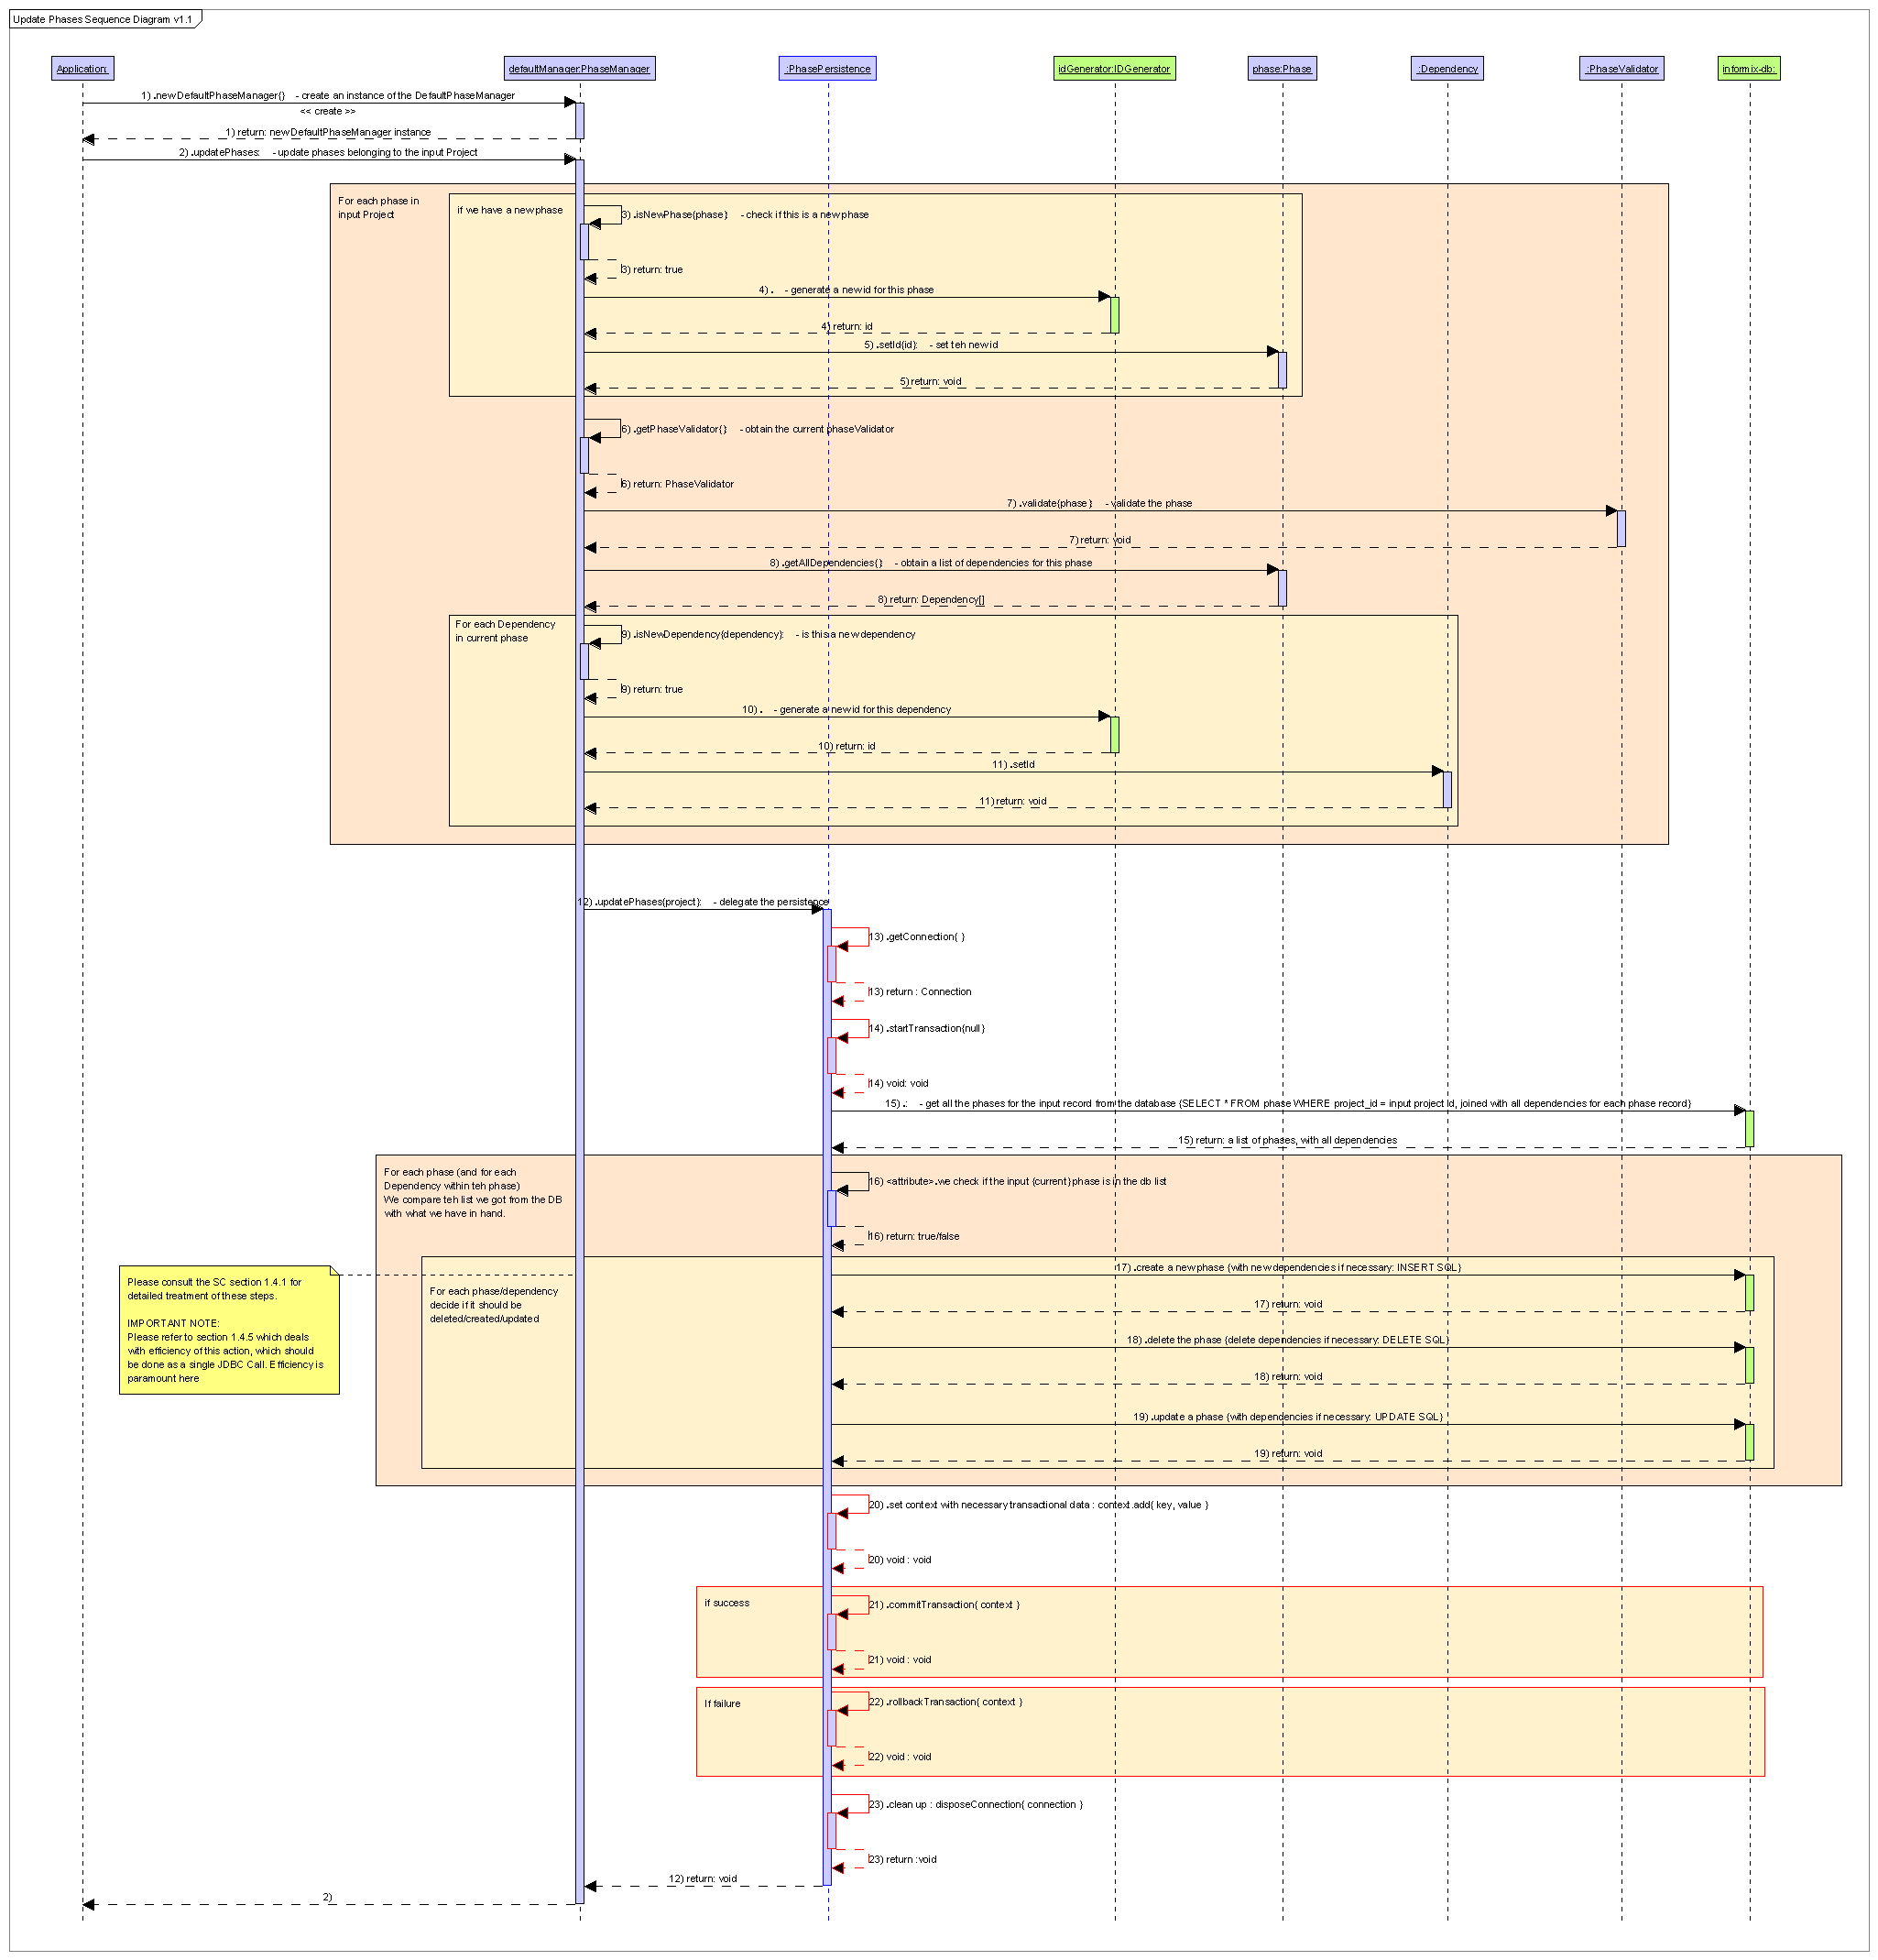 Update Phases Sequence Diagram v1.1
Application:
defaultManager:PhaseManager
:PhasePersistence
idGenerator:IDGenerator
phase:Phase
:Dependency
:PhaseValidator
informix-db:
1) .newDefaultPhaseManager() - create an instance of the DefaultPhaseManager
<< create >>
1) return: newDefaultPhaseManager instance
2) .updatePhases: - update phases belonging to the input Project
For each phase in
input Project
if we have a new phase
3) .isNewPhase(phase) - check if this is a new phase
3) return: true
4) . - generate a new id for this phase
4) return: id
5) .setId(id): - set teh new id
5) return: void
6) .getPhaseValidator() - obtain the current phaseValidator
6) return: PhaseValidator
7) .validate(phase) - validate the phase
7) return: void
8) .getAllDependencies() - obtain a list of dependencies for this phase
8) return: Dependency[]
For each Dependency
in current phase
9) .isNewDependency(dependency): - is this a new dependency
9) return: true
10) . - generate a new id for this dependency
10) return: id
11) .setId
11) return: void
12) .updatePhases(project): - delegate the persistence
13) .getConnection( )
13) return : Connection
14) .startTransaction(null)
14) void: void
15) .: - get all the phases for the input record from the database (SELECT * FROM phase WHERE project_id = input project Id, joined with all dependencies for each phase record)
15) return: a list of phases, with all dependencies
For each phase (and for each
Dependency within teh phase)
We compare teh list we got from the DB
with what we have in hand.
16) <attribute>.we check if the input (current) phase is in the db list
16) return: true/false
17) .create a new phase (with new dependencies if necessary: INSERT SQL)
Please consult the SC section 1.4.1 for
detailed treatment of these steps.
IMPORTANT NOTE:
Please refer to section 1.4.5 which deals
with efficiency of this action, which should
be done as a single JDBC Call. Efficiency is
paramount here
For each phase/dependency
decide if it should be
deleted/created/updated
17) return: void
18) .delete the phase (delete dependencies if necessary: DELETE SQL)
18) return: void
19) .update a phase (with dependencies if necessary: UPDATE SQL)
19) return: void
20) .set context with necessary transactional data : context.add( key, value )
20) void : void
if success
21) .commitTransaction( context )
21) void : void
If failure
22) .rollbackTransaction( context )
22) void : void
23) .clean up : disposeConnection( connection )
23) return :void
12) return: void
2)